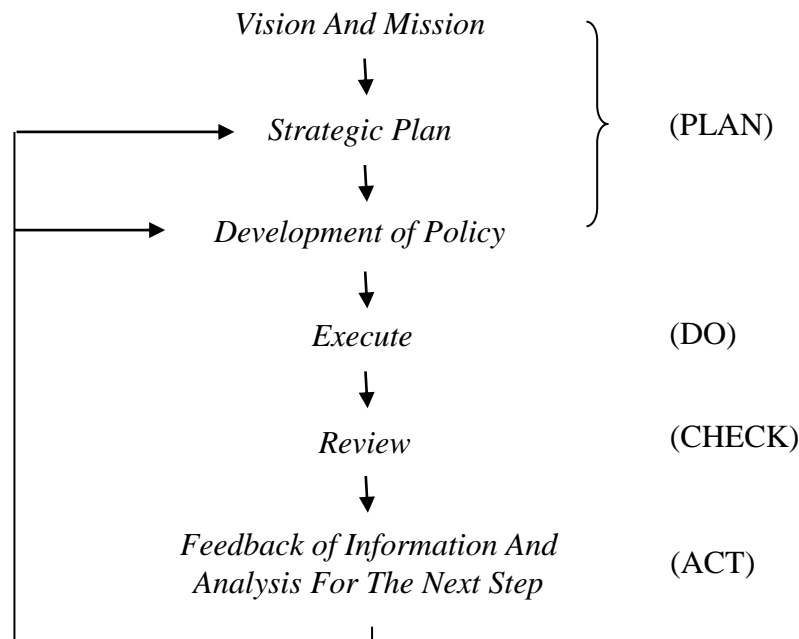 Vision And Mission
Strategic Plan
(PLAN)
Development of Policy
Execute
(DO)
Review
(CHECK)
Feedback of Information And
Analysis For The Next Step
(ACT)